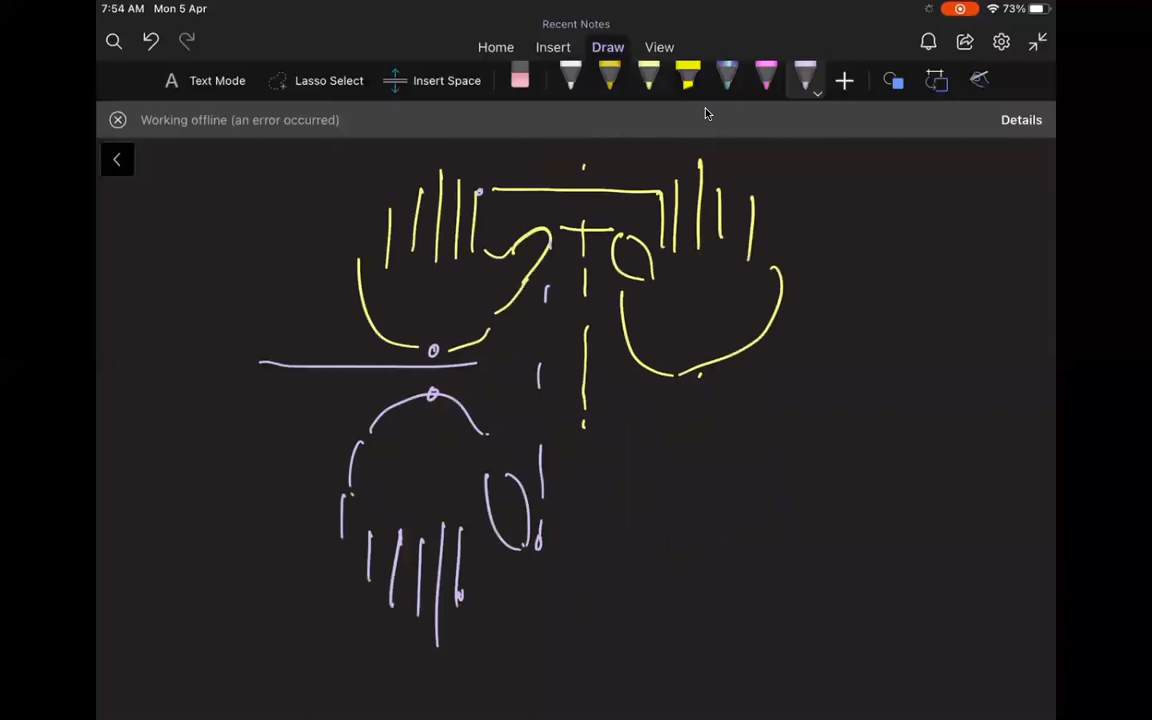 7:54 AM Mon 5 Apr
73%
Recent Notes
Home Insert Draw View
Text Mode Lasso Select Insert Space
Working offline (an error occurred) Details